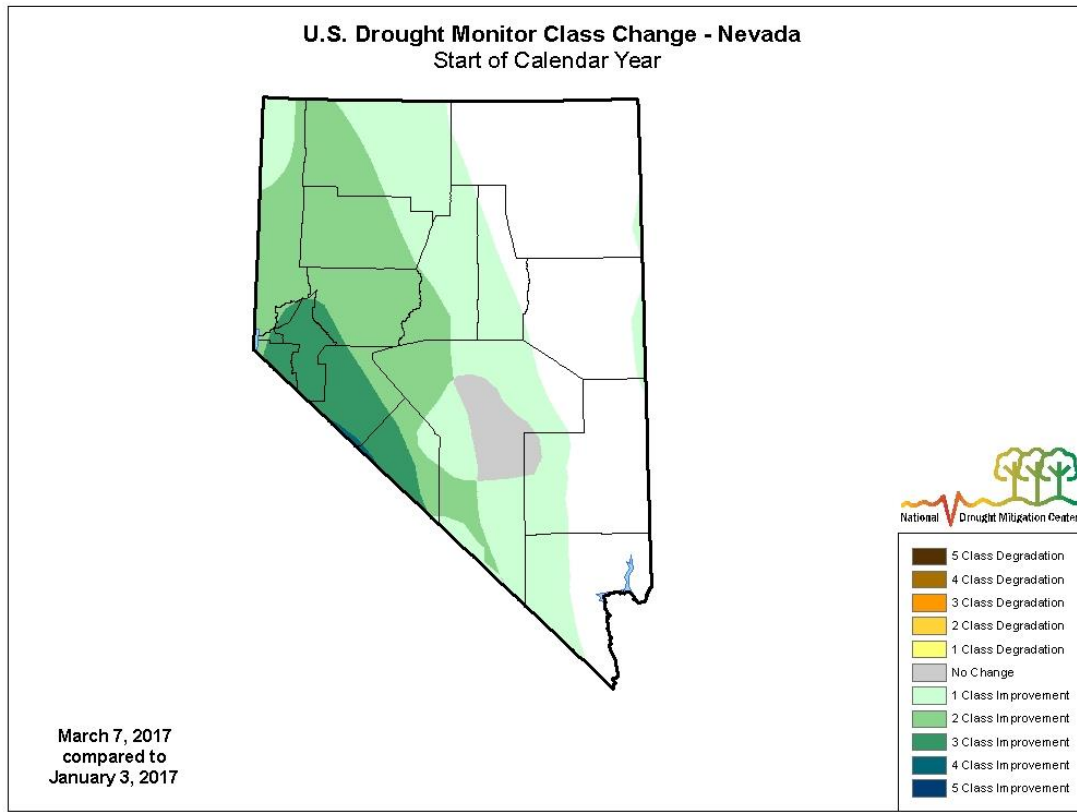 U.S. Drought Monitor Class Change - Nevada
Start of Calendar Year
National Drought Mitigation Center
5 Class Degradation
4 Class Degradation
3 Class Degradation
2 Class Degradation
1 Class Degradation
No Change
1 Class Improvement
2 Class Improvement
3 Class Improvement
4 Class Improvement
5 Class Improvement
March 7, 2017
compared to
January 3, 2017